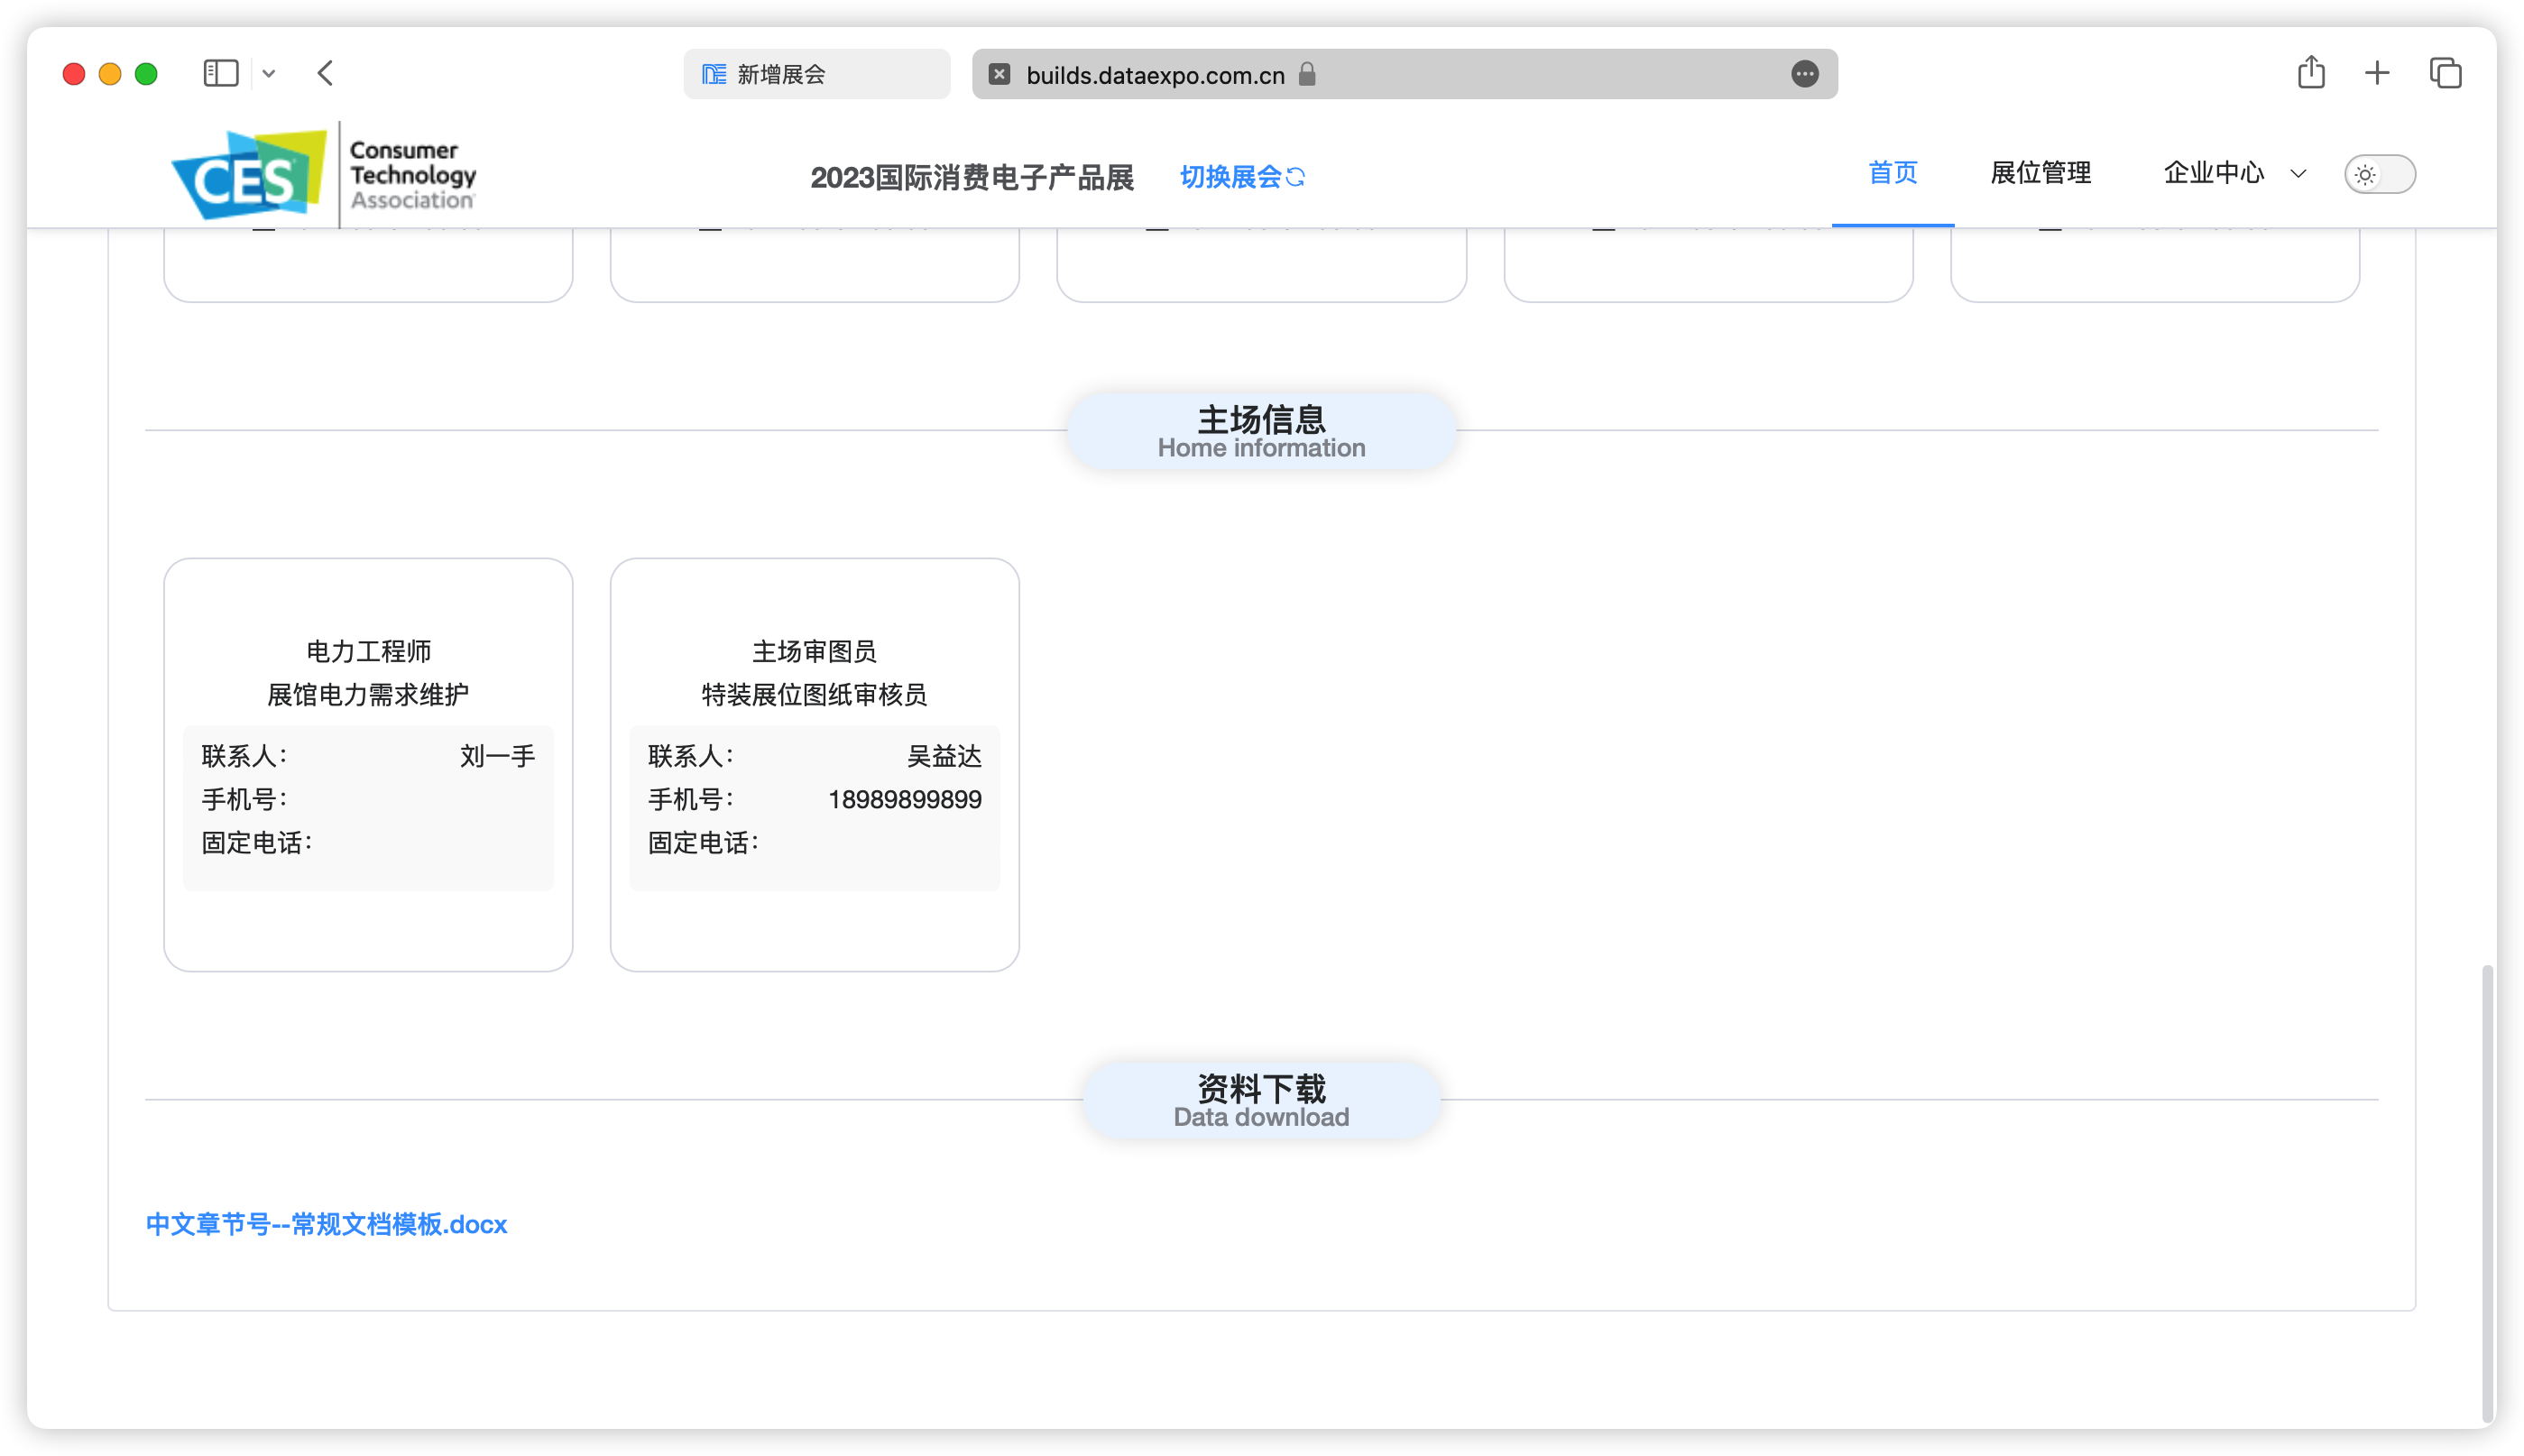 新增展会
builds.dataexpo.com.cn
CES
Consumer
Technology
Association
2023国际消费电子产品展
切换展会
首页
展位管理
企业中心
主场信息
Home information
电力工程师
展馆电力需求维护
联系人：
刘一手
手机号：
固定电话：
主场审图员
特装展位图纸审核员
联系人：
吴益达
手机号：
18989899899
固定电话：
资料下载
Data download
中文章节号--常规文档模板.docx